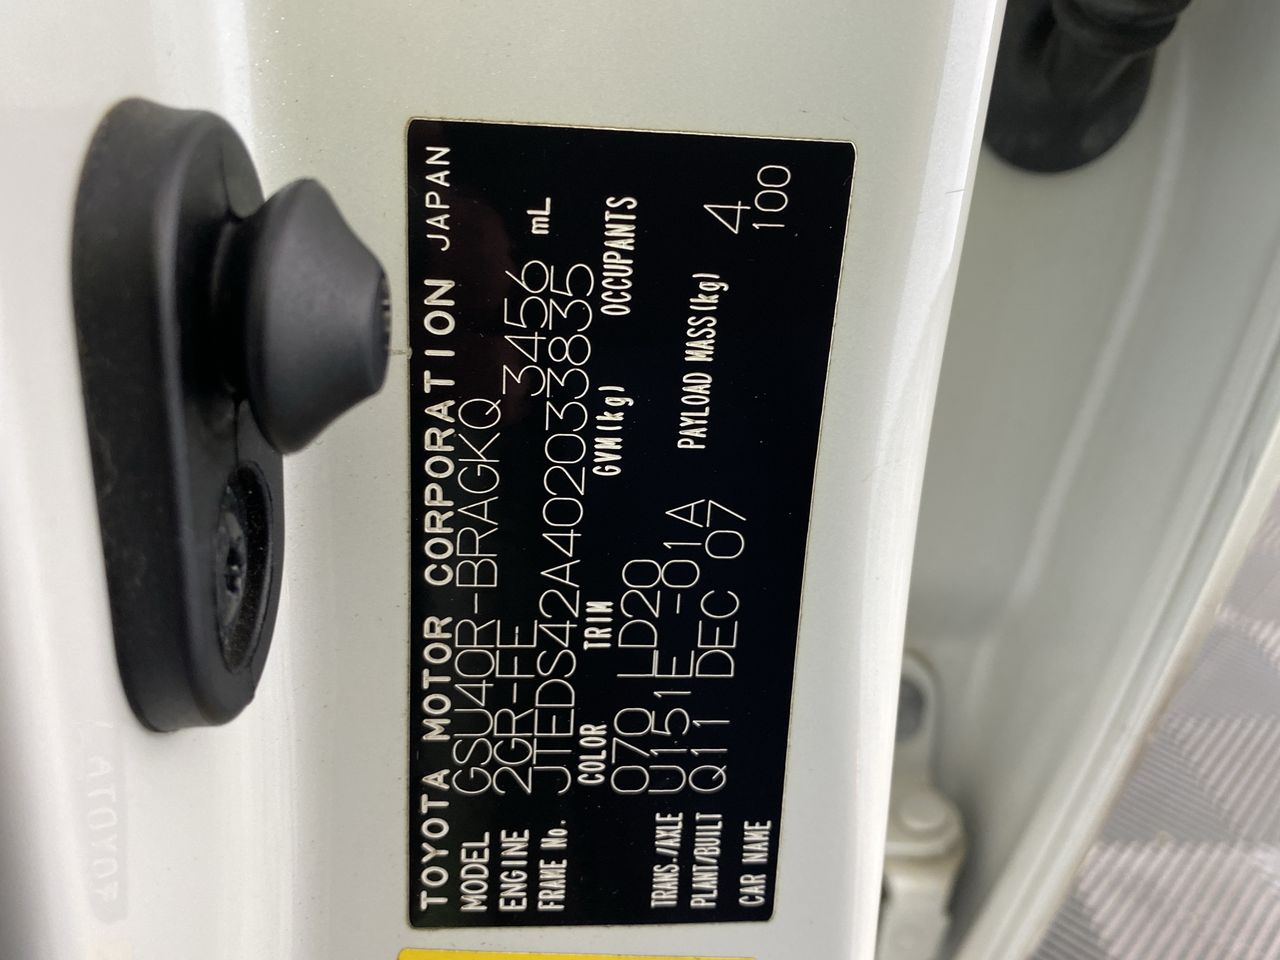 TOYOTA MOTOR CORPORATION JAPAN
MODEL GSU40R-BRAGKQ
ENGINE 2GR-FE 3456 mL
FRAME No. JTEDS42A402033835
COLOR TRIM GVM(kg) OCCUPANTS
070 LD20
TRANS./AXLE U151E -01A PAYLOAD MASS(kg) 4
PLANT/BUILT Q11 DEC 07 100
CAR NAME